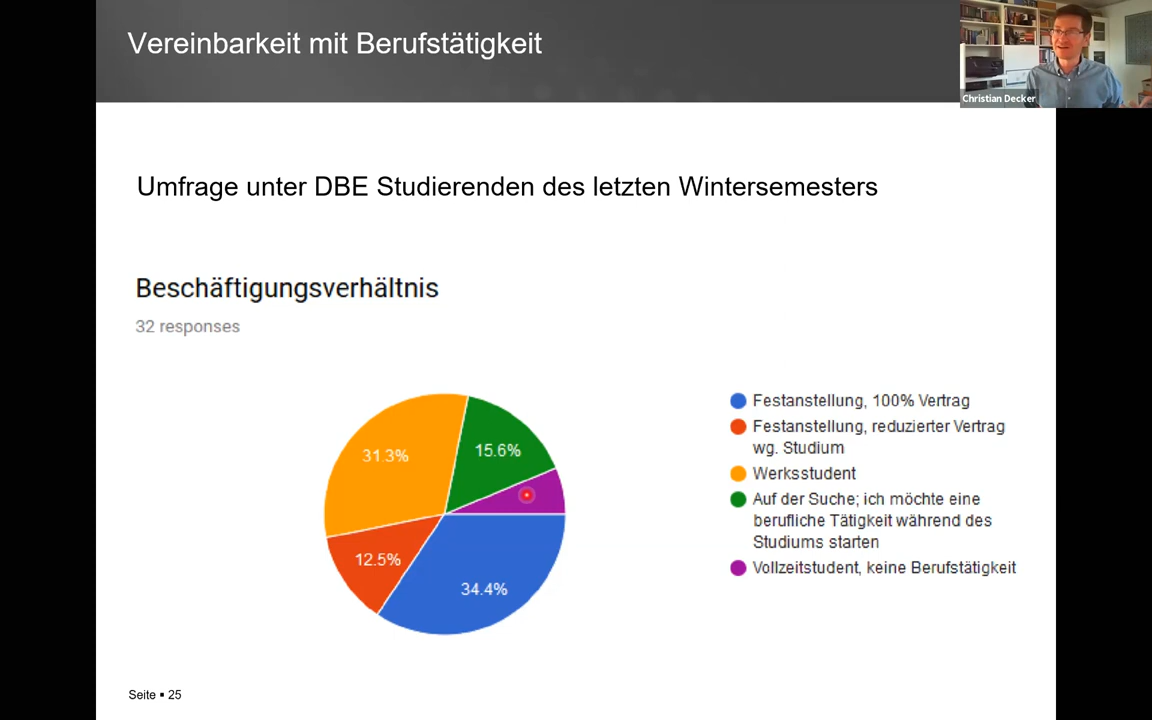 Vereinbarkeit mit Berufstätigkeit
Christian Decker
Umfrage unter DBE Studierenden des letzten Wintersemesters
Beschäftigungsverhältnis
32 responses
31.3%
15.6%
12.5%
34.4%
Festanstellung, 100% Vertrag
Festanstellung, reduzierter Vertrag
wg. Studium
Werksstudent
Auf der Suche; ich möchte eine
berufliche Tätigkeit während des
Studiums starten
Vollzeitstudent, keine Berufstätigkeit
Seite ▪ 25